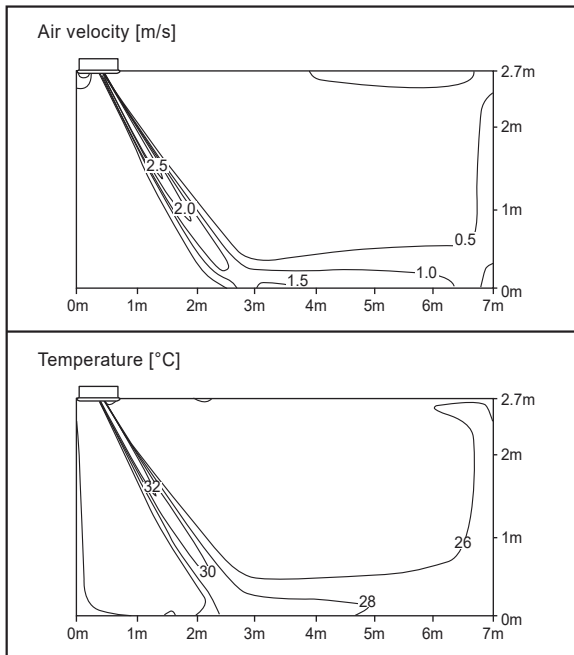 Air velocity [m/s]
2.7m
2m
2.5
2.0
1m
0.5
1.0
1.5
0m
0m 1m 2m 3m 4m 5m 6m 7m
Temperature [°C]
2.7m
2m
32
1m
26
30
28
0m
0m 1m 2m 3m 4m 5m 6m 7m